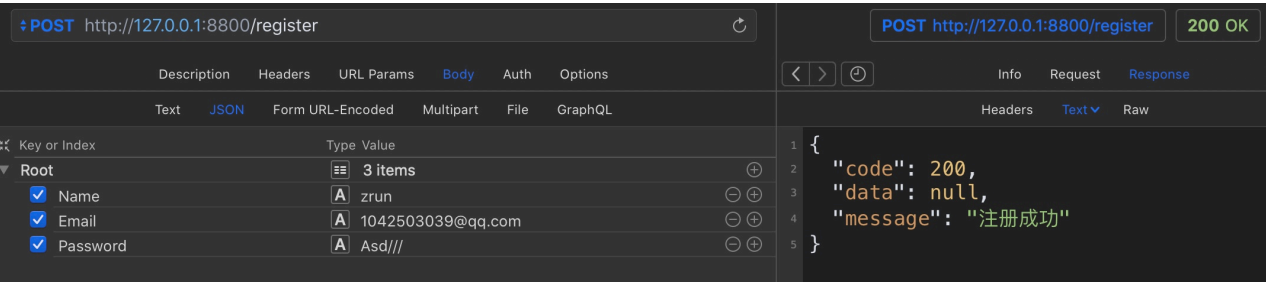 POST http://127.0.0.1:8800/register
POST http://127.0.0.1:8800/register 200 OK
Description Headers URL Params Body Auth Options
Info Request Response
Text JSON Form URL-Encoded Multipart File GraphQL
Headers Text Raw
Key or Index Type Value
Root 3 items
Name A zrun
Email A 1042503039@qq.com
Password A Asd///
1 {
2 "code": 200,
3 "data": null,
4 "message": "注册成功"
5 }